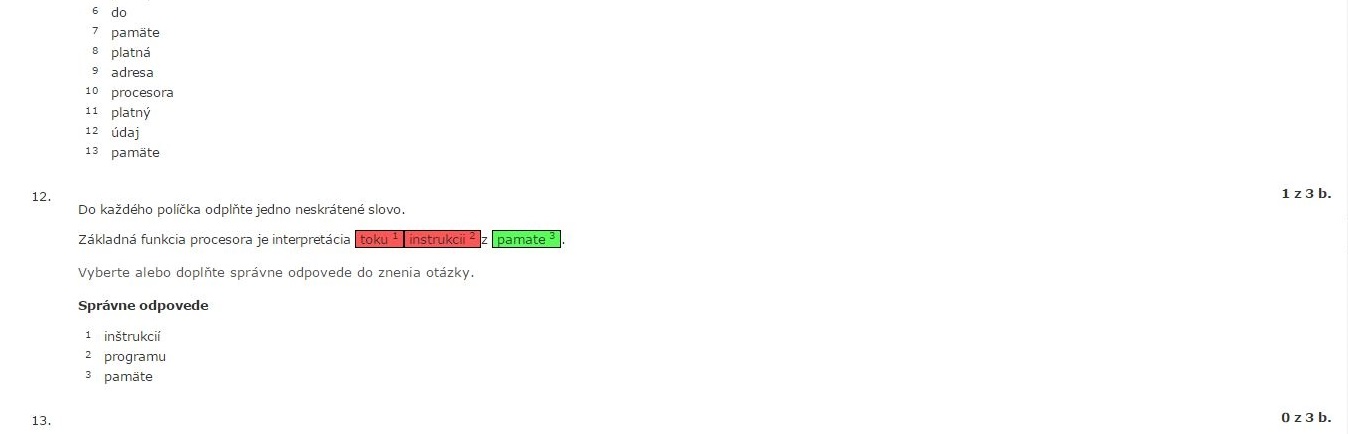 6 do
7 pamäte
8 platná
9 adresa
10 procesora
11 platný
12 údaj
13 pamäte
12. 1 z 3 b.
Do každého políčka odplňte jedno neskrátené slovo.
Základná funkcia procesora je interpretácia toku 1 instrukcii 2 z pamate 3.
Vyberte alebo doplňte správne odpovede do znenia otázky.
Správne odpovede
1 inštrukcií
2 programu
3 pamäte
13. 0 z 3 b.